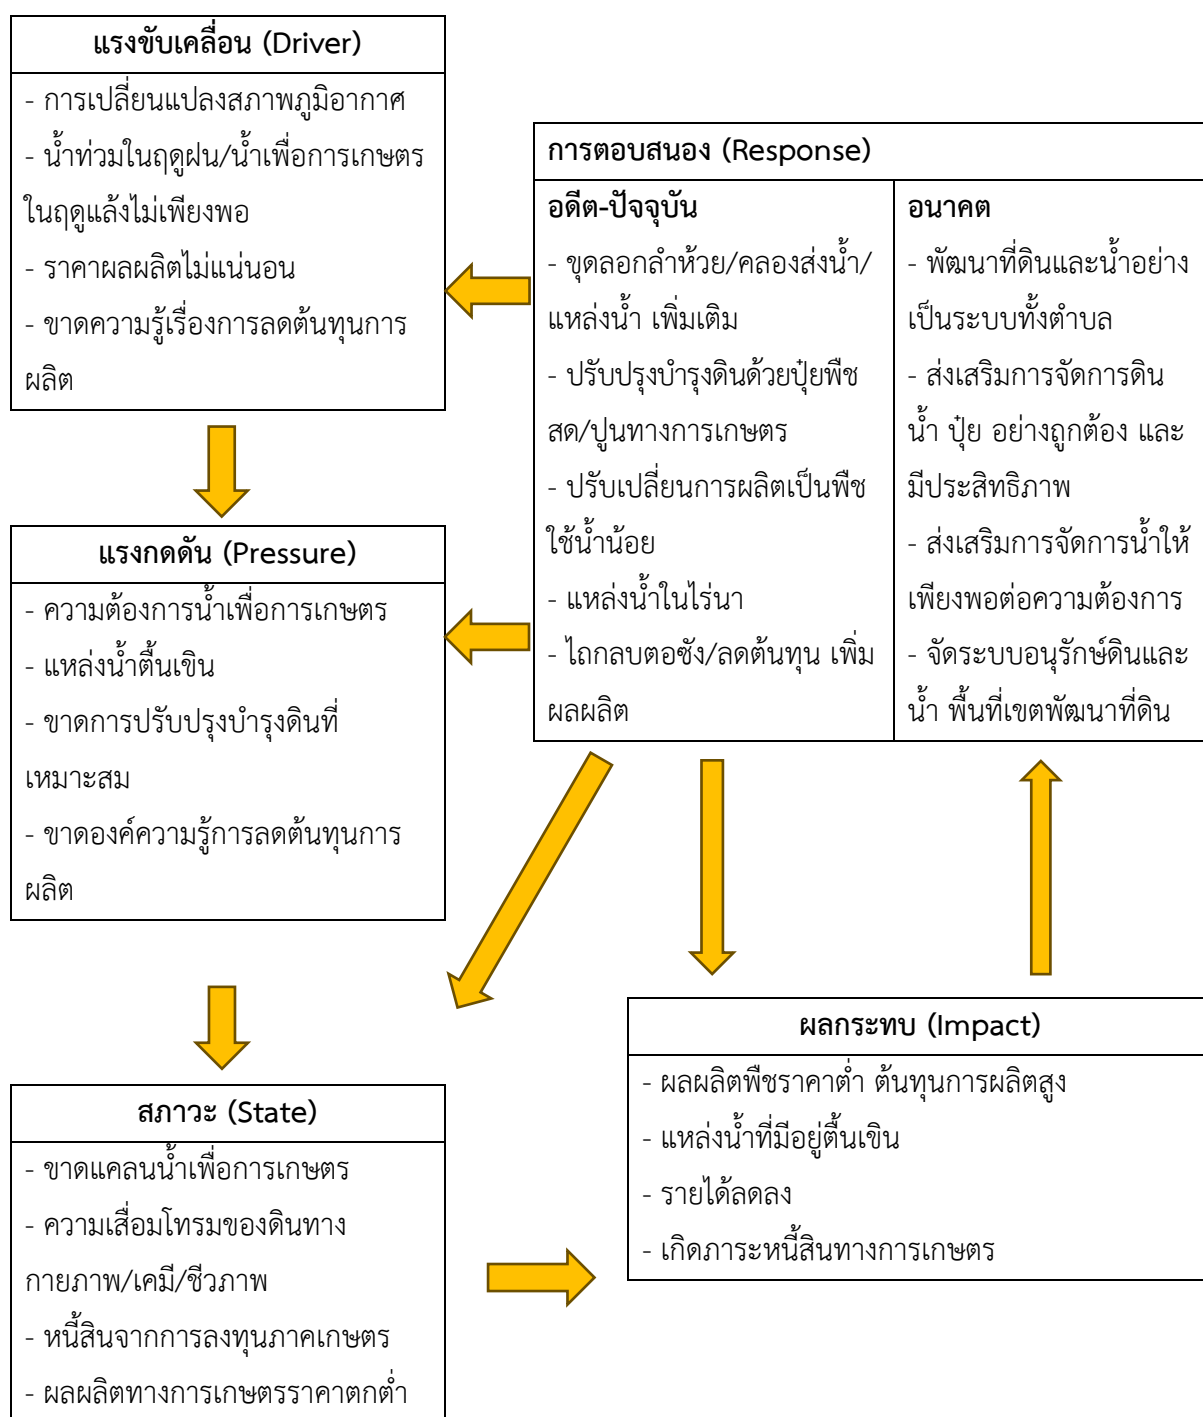 แรงขับเคลื่อน (Driver)
- การเปลี่ยนแปลงสภาพภูมิอากาศ
- น้ำท่วมในฤดูฝน/น้ำเพื่อการเกษตร
ในฤดูแล้งไม่เพียงพอ
- ราคาผลผลิตไม่แน่นอน
- ขาดความรู้เรื่องการลดต้นทุนการ
ผลิต
แรงกดดัน (Pressure)
- ความต้องการน้ำเพื่อการเกษตร
- แหล่งน้ำตื้นเขิน
- ขาดการปรับปรุงบำรุงดินที่
เหมาะสม
- ขาดองค์ความรู้การลดต้นทุนการ
ผลิต
สภาวะ (State)
- ขาดแคลนน้ำเพื่อการเกษตร
- ความเสื่อมโทรมของดินทาง
กายภาพ/เคมี/ชีวภาพ
- หนี้สินจากการลงทุนภาคเกษตร
- ผลผลิตทางการเกษตรราคาตกต่ำ
การตอบสนอง (Response)
อดีต-ปัจจุบัน
- ขุดลอกลำห้วย/คลองส่งน้ำ/
แหล่งน้ำ เพิ่มเติม
- ปรับปรุงบำรุงดินด้วยปุ๋ยพืช
สด/ปูนทางการเกษตร
- ปรับเปลี่ยนการผลิตเป็นพืช
ใช้น้ำน้อย
- แหล่งน้ำในไร่นา
- ไถกลบตอซัง/ลดต้นทุน เพิ่ม
ผลผลิต
อนาคต
- พัฒนาที่ดินและน้ำอย่าง
เป็นระบบทั้งตำบล
- ส่งเสริมการจัดการดิน
น้ำ ปุ๋ย อย่างถูกต้อง และ
มีประสิทธิภาพ
- ส่งเสริมการจัดการน้ำให้
เพียงพอต่อความต้องการ
- จัดระบบอนุรักษ์ดินและ
น้ำ พื้นที่เขตพัฒนาที่ดิน
ผลกระทบ (Impact)
- ผลผลิตพืชราคาต่ำ ต้นทุนการผลิตสูง
- แหล่งน้ำที่มีอยู่ตื้นเขิน
- รายได้ลดลง
- เกิดภาระหนี้สินทางการเกษตร